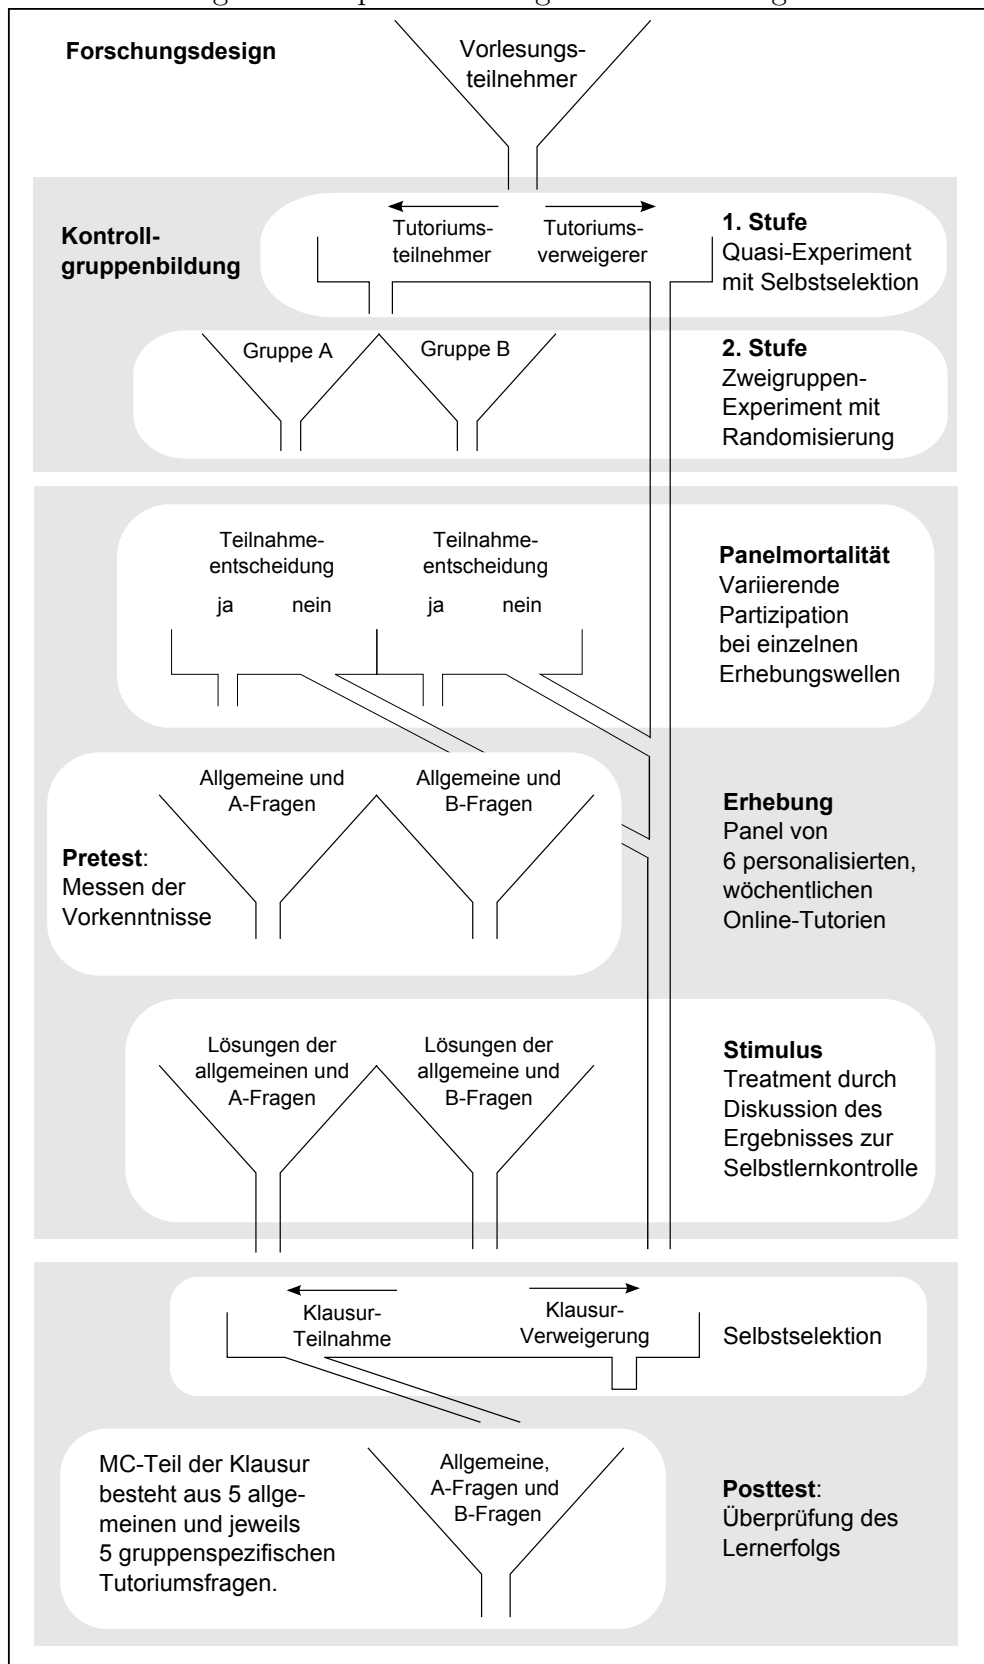 Forschungsdesign
Vorlesungs-
teilnehmer
Kontroll-
gruppenbildung
Tutoriums-
teilnehmer
Tutoriums-
verweigerer
1. Stufe
Quasi-Experiment
mit Selbstselektion
Gruppe A
Gruppe B
2. Stufe
Zweigruppen-
Experiment mit
Randomisierung
Teilnahme-
entscheidung
ja nein
Teilnahme-
entscheidung
ja nein
Panelmortalität
Variierende
Partizipation
bei einzelnen
Erhebungswellen
Pretest:
Messen der
Vorkenntnisse
Allgemeine und
A-Fragen
Allgemeine und
B-Fragen
Erhebung
Panel von
6 personalisierten,
wöchentlichen
Online-Tutorien
Lösungen der
allgemeinen und
A-Fragen
Lösungen der
allgemeine und
B-Fragen
Stimulus
Treatment durch
Diskussion des
Ergebnisses zur
Selbstlernkontrolle
Klausur-
Teilnahme
Klausur-
Verweigerung
Selbstselektion
MC-Teil der Klausur
besteht aus 5 allge-
meinen und jeweils
5 gruppenspezifischen
Tutoriumsfragen.
Allgemeine,
A-Fragen und
B-Fragen
Posttest:
Überprüfung des
Lernerfolgs